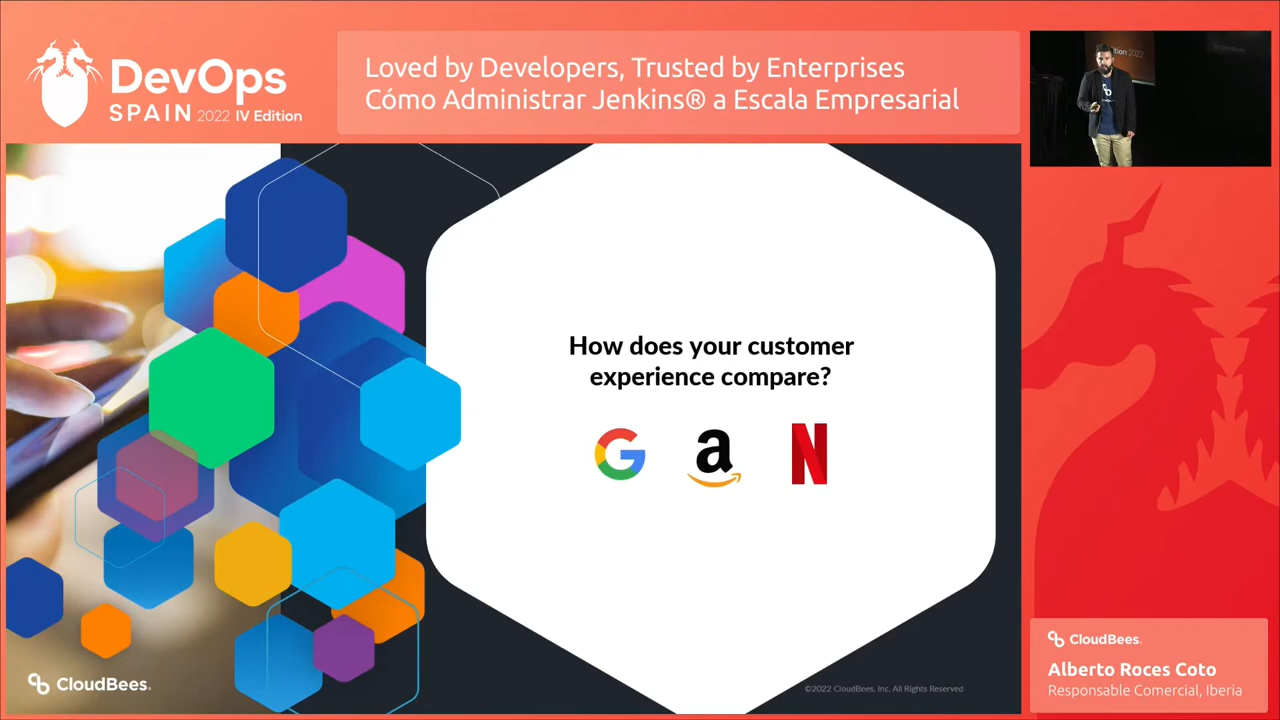 DevOps
SPAIN 2022 IV Edition
Loved by Developers, Trusted by Enterprises
Cómo Administrar Jenkins® a Escala Empresarial
How does your customer
experience compare?
CloudBees.
©2022 CloudBees, Inc. All Rights Reserved
CloudBees.
Alberto Roces Coto
Responsable Comercial, Iberia